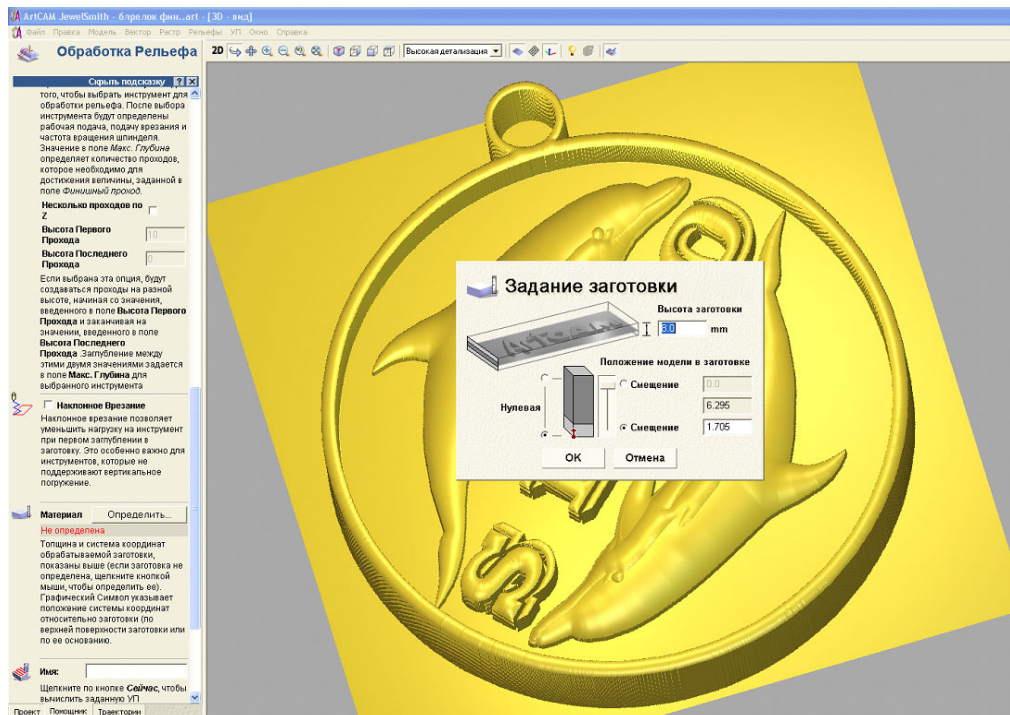 ArtCAM JewelSmith - блрелок фин..art - [3D - вид]
Файл Правка Модель Вектор Растр Рельефы УП Окно Справка
Обработка Рельефа
2D
Высокая детализация
Скрыть подсказку ? X
того, чтобы выбрать инструмент для
обработки рельефа. После выбора
инструмента будут определены
рабочая подача, подачу врезания и
частота вращения шпинделя.
Значение в поле Макс. Глубина
определяет количество проходов,
которое необходимо для
достижения величины, заданной в
поле Финишный проход.
Несколько проходов по
Z
Высота Первого
Прохода
10
Высота Последнего
Прохода
0
Если выбрана эта опция, будут
создаваться проходы на разной
высоте, начиная со значения,
введенного в поле Высота Первого
Прохода и заканчивая на
значении, введенного в поле
Высота Последнего
Прохода .Заглубление между
этими двумя значениями задается
в поле Макс. Глубина для
выбранного инструмента
Наклонное Врезание
Наклонное врезание позволяет
уменьшить нагрузку на инструмент
при первом заглублении в
заготовку. Это особенно важно для
инструментов, которые не
поддерживают вертикальное
погружение.
Материал Определить...
Не определена
Толщина и система координат
обрабатываемой заготовки,
показаны выше (если заготовка не
определена, щелкните кнопкой
мыши, чтобы определить ее).
Графический Символ указывает
положение системы координат
относительно заготовки (по
верхней поверхности заготовки или
по ее основанию.
Имя:
Щелкните по кнопке Сейчас, чтобы
вычислить заданную УП
Проект Помощник Траектории
Задание заготовки
ArtCAM
Высота заготовки
8.0 mm
Положение модели в заготовке
Нулевая
Смещение 0.0
6.295
Смещение 1.705
OK Отмена
S